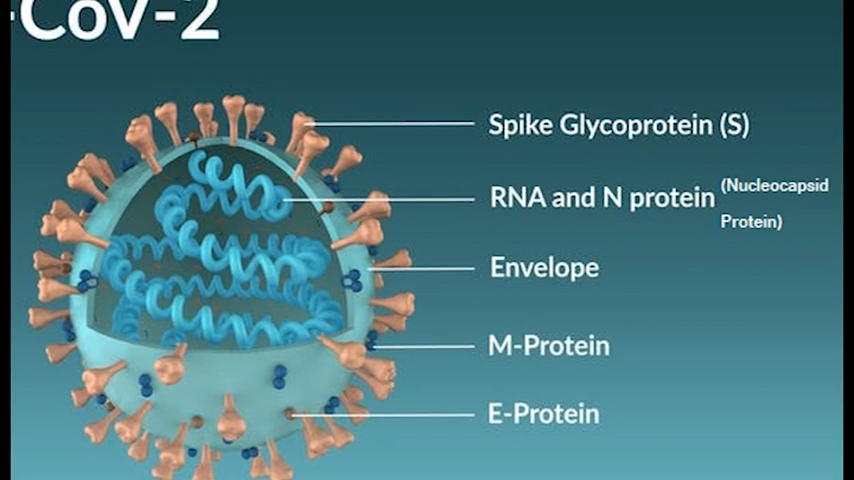 -CoV-2
Spike Glycoprotein (S)
RNA and N protein (Nucleocapsid
Protein)
Envelope
M-Protein
E-Protein